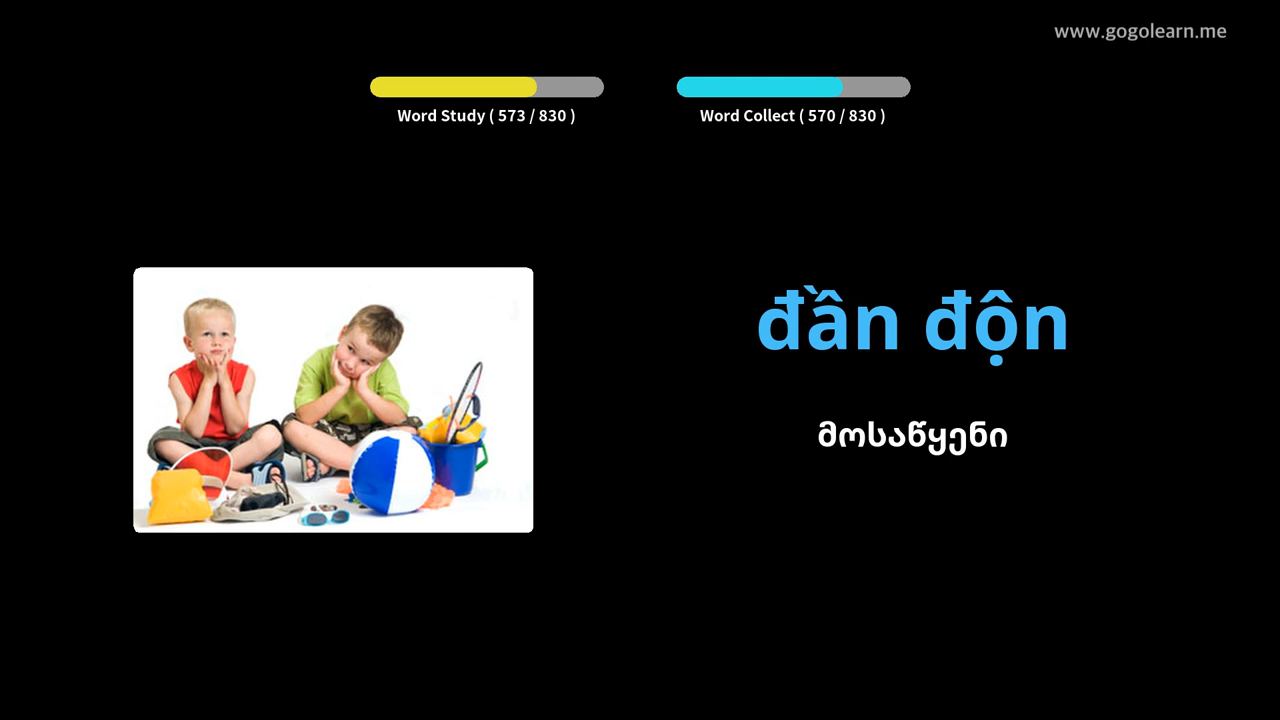 www.gogolearn.me
Word Study ( 573 / 830 )
Word Collect ( 570 / 830 )
đần độn
მოსაწყენი